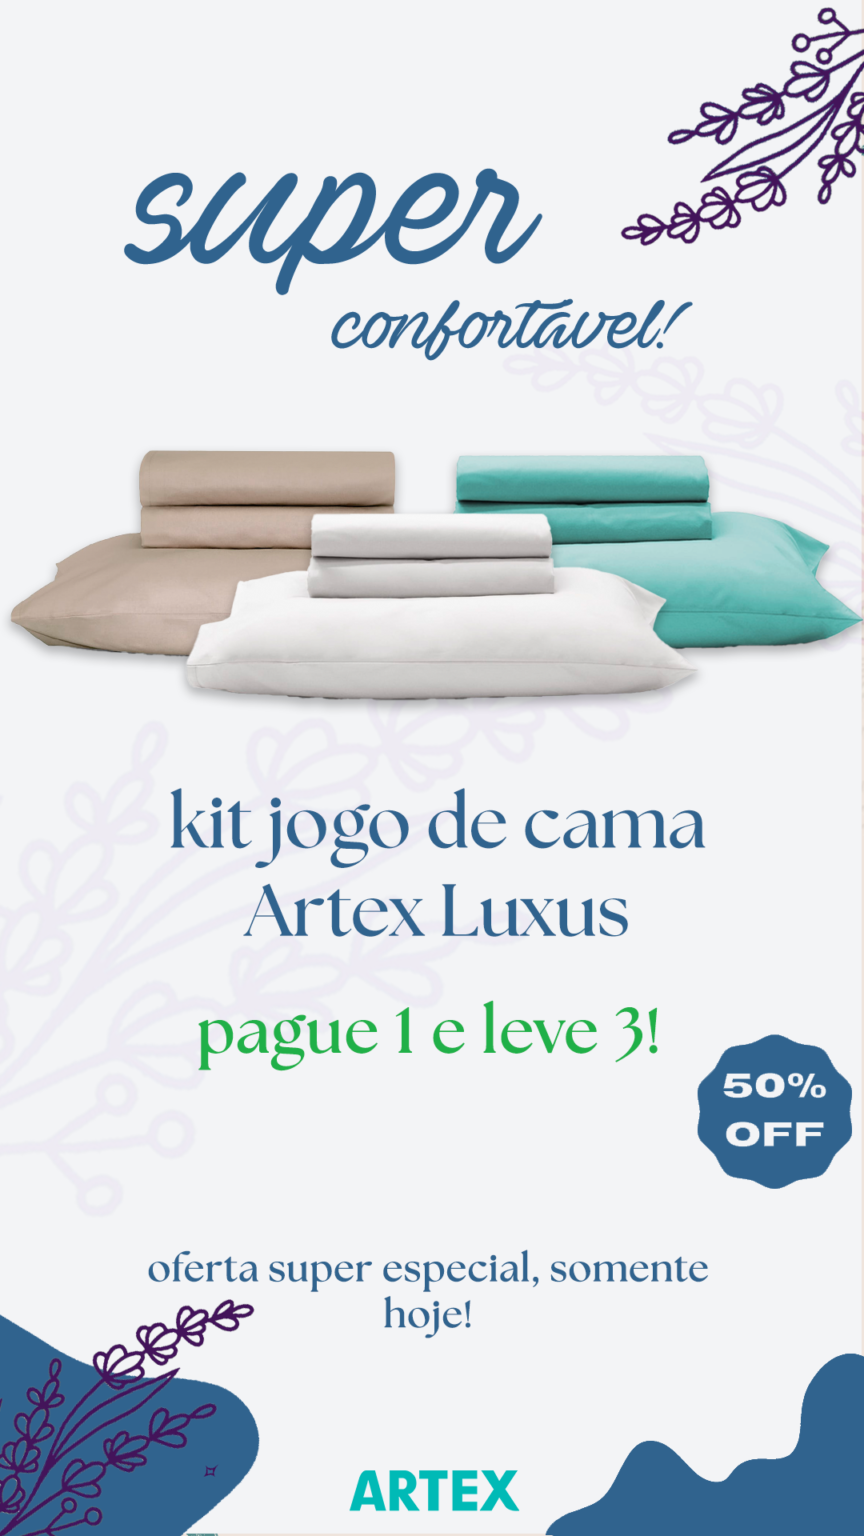 super
confortável!
kit jogo de cama
Artex Luxus
pague 1 e leve 3!
50%
OFF
oferta super especial, somente
hoje!
ARTEX